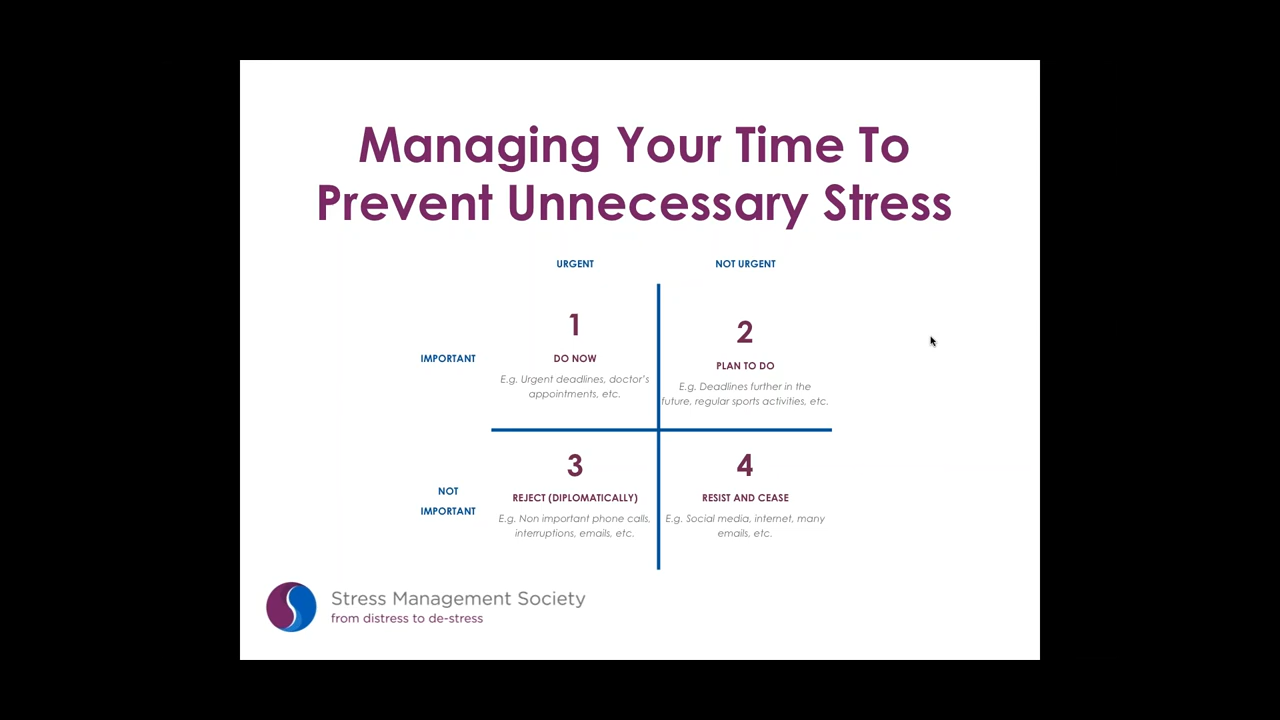 Managing Your Time To
Prevent Unnecessary Stress
URGENT
NOT URGENT
IMPORTANT
1
DO NOW
E.g. Urgent deadlines, doctor's
appointments, etc.
2
PLAN TO DO
E.g. Deadlines further in the
future, regular sports activities, etc.
NOT
IMPORTANT
3
REJECT (DIPLOMATICALLY)
E.g. Non important phone calls,
interruptions, emails, etc.
4
RESIST AND CEASE
E.g. Social media, internet, many
emails, etc.
Stress Management Society
from distress to de-stress